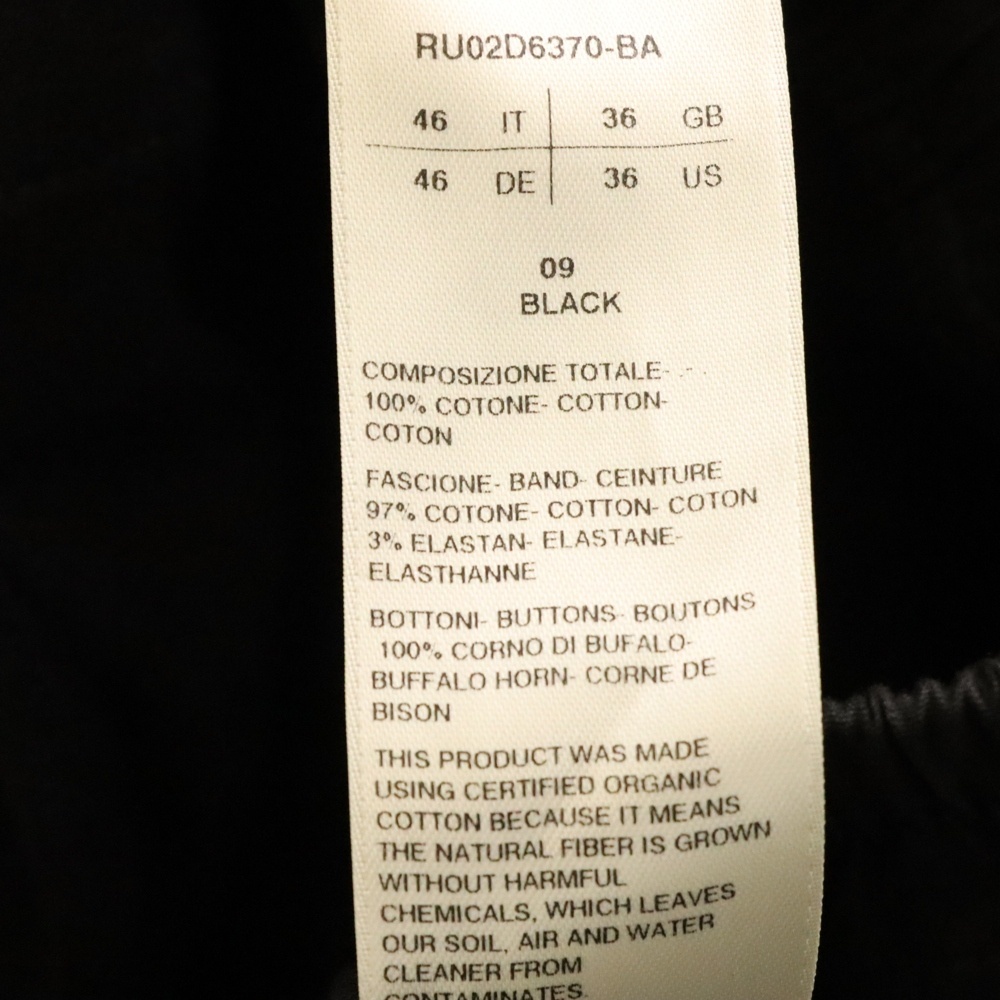 RU02D6370-BA
46 IT 36 GB
46 DE 36 US
09
BLACK
COMPOSIZIONE TOTALE-
100% COTONE- COTTON-
COTON
FASCIONE- BAND- CEINTURE
97% COTONE- COTTON- COTON
3% ELASTAN- ELASTANE-
ELASTHANNE
BOTTONI- BUTTONS- BOUTONS
100% CORNO DI BUFALO-
BUFFALO HORN- CORNE DE
BISON
THIS PRODUCT WAS MADE
USING CERTIFIED ORGANIC
COTTON BECAUSE IT MEANS
THE NATURAL FIBER IS GROWN
WITHOUT HARMFUL
CHEMICALS, WHICH LEAVES
OUR SOIL, AIR AND WATER
CLEANER FROM
CONTAMINATES.